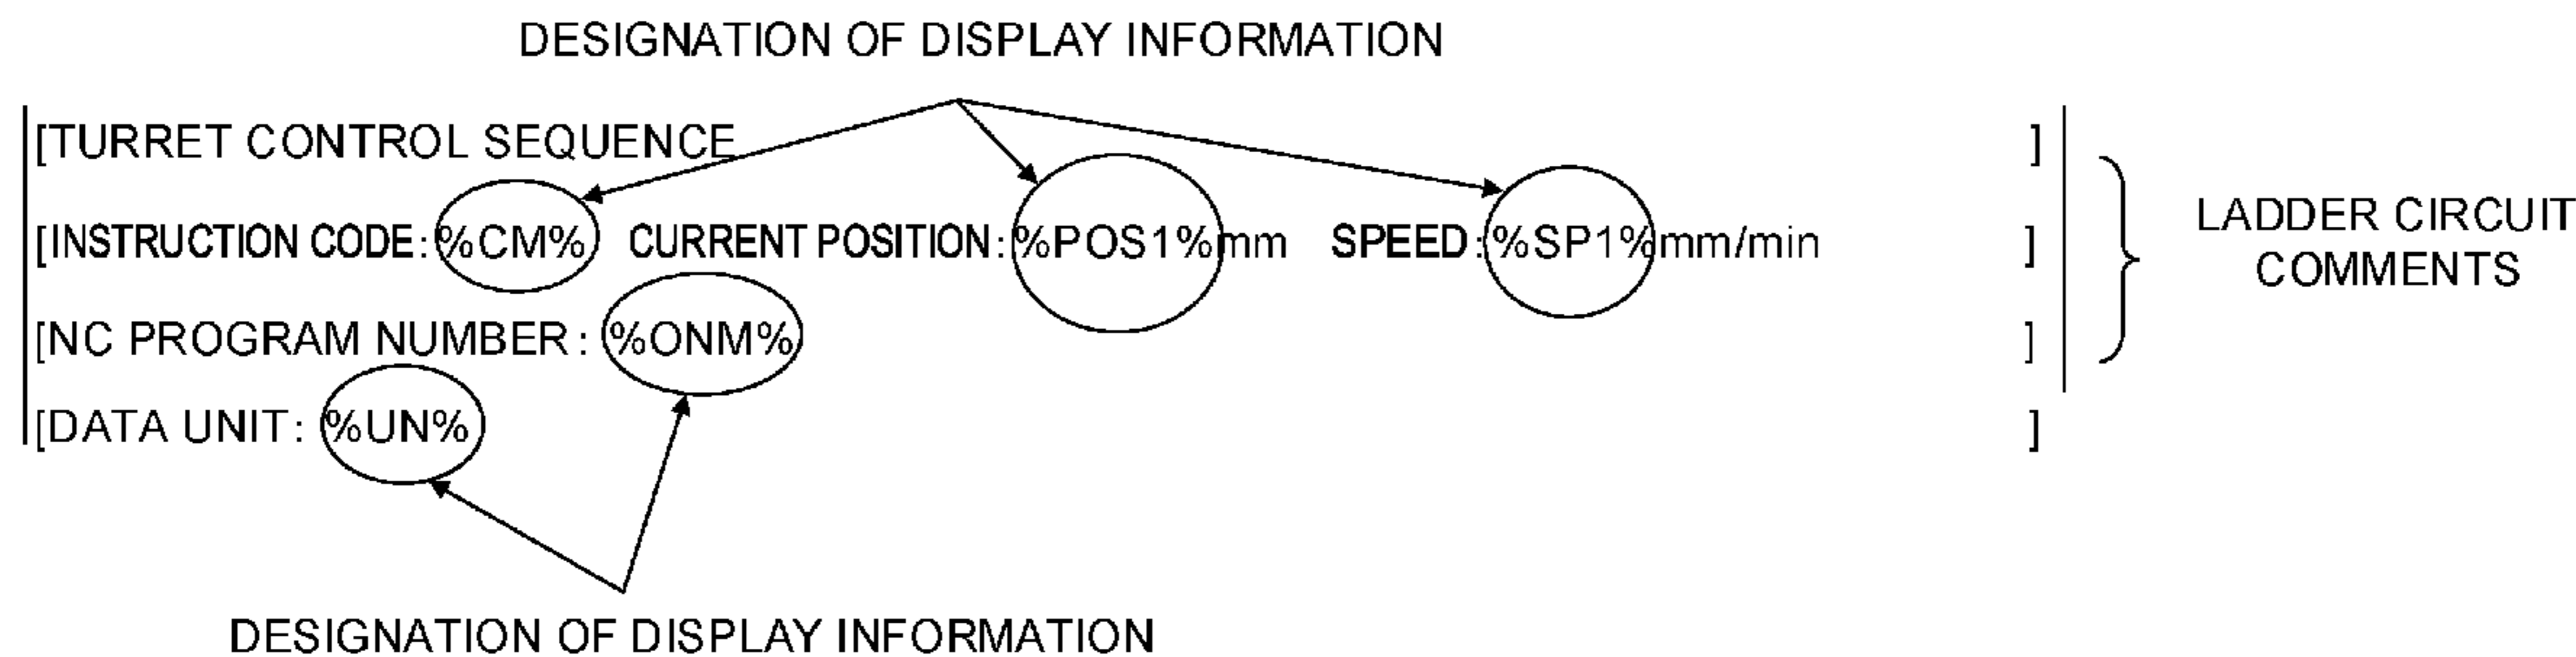 DESIGNATION OF DISPLAY INFORMATION
[TURRET CONTROL SEQUENCE ]
[INSTRUCTION CODE: %CM% CURRENT POSITION: %POS1%mm SPEED: %SP1%mm/min ]
[NC PROGRAM NUMBER: %ONM% ]
[DATA UNIT: %UN% ]
LADDER CIRCUIT
COMMENTS
DESIGNATION OF DISPLAY INFORMATION